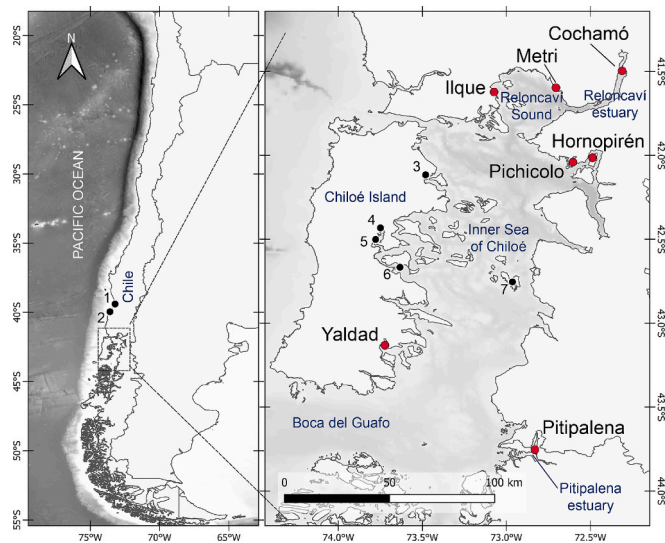 N
20°S
25°S
30°S
35°S
40°S
45°S
50°S
55°S
75°W
70°W
65°W
PACIFIC OCEAN
Chile
1
2
Cochamó
Metri
Ilque
Reloncaví
Sound
Reloncaví
estuary
Hornopirén
Pichicolo
3
Chiloé Island
4
5
Inner Sea
of Chiloé
6
7
Yaldad
Boca del Guafo
Pitipalena
Pitipalena
estuary
0
50
100 km
41.5°S
42.0°S
42.5°S
43.0°S
43.5°S
44.0°S
74.0°W
73.5°W
73.0°W
72.5°W